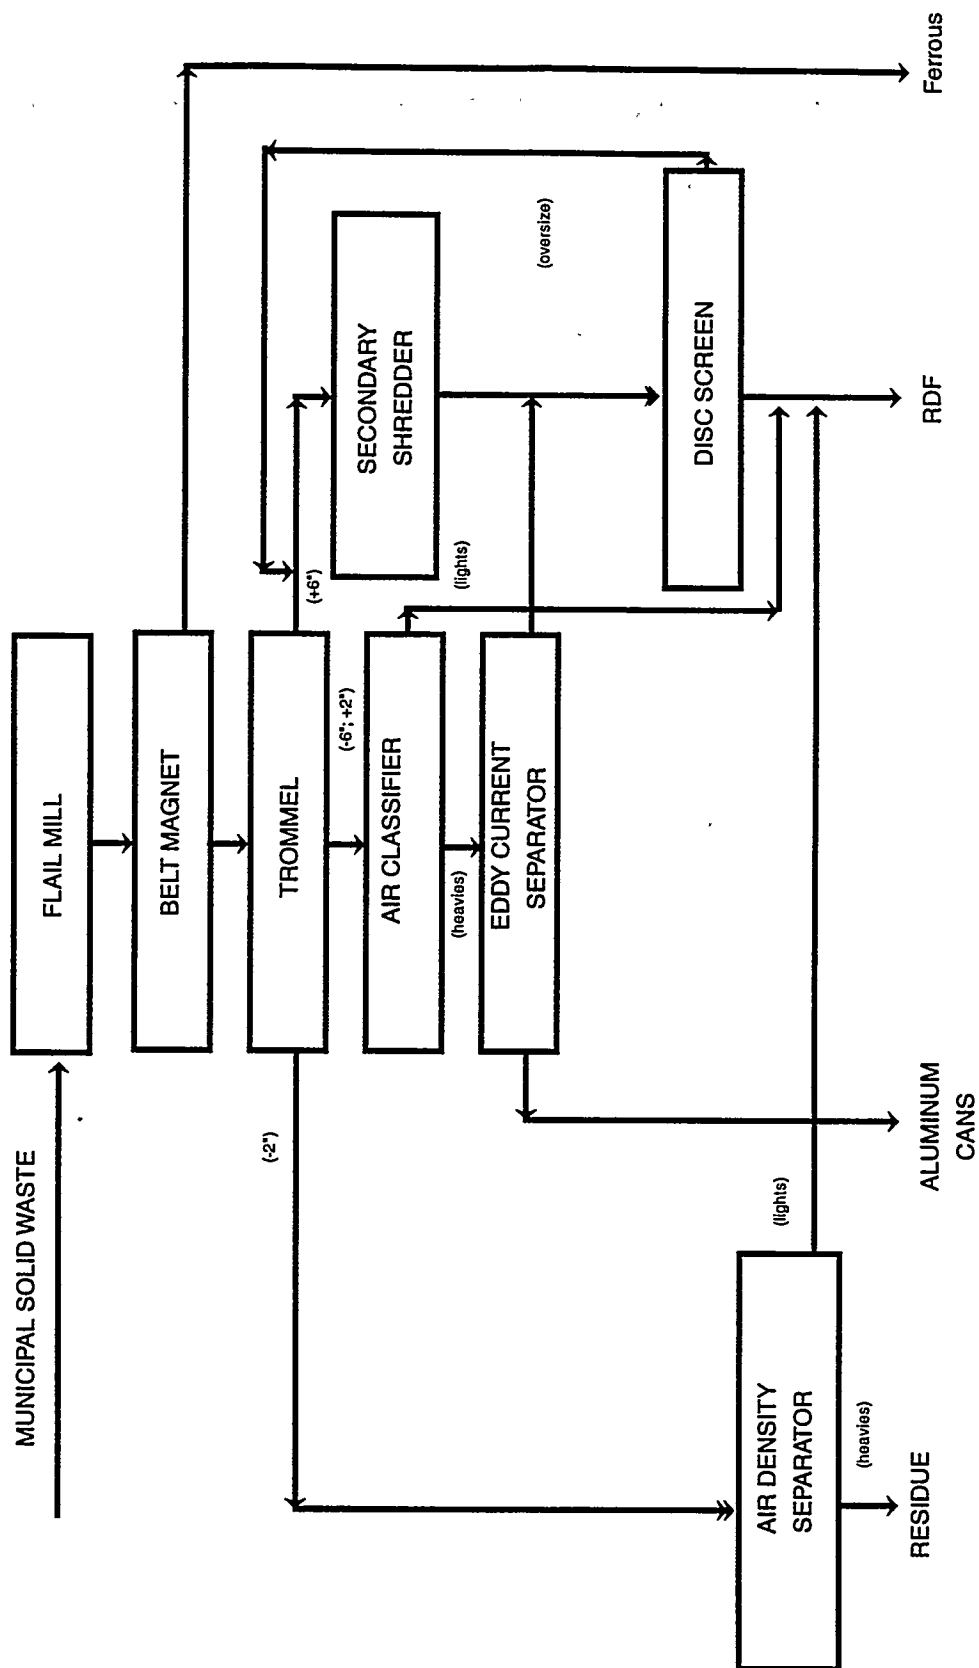 MUNICIPAL SOLID WASTE
FLAIL MILL
BELT MAGNET
TROMMEL
(-2")
(+6")
(-6"; +2")
AIR CLASSIFIER
(lights)
(heavies)
EDDY CURRENT
SEPARATOR
SECONDARY
SHREDDER
(oversize)
DISC SCREEN
AIR DENSITY
SEPARATOR
(lights)
(heavies)
RESIDUE
ALUMINUM
CANS
RDF
Ferrous